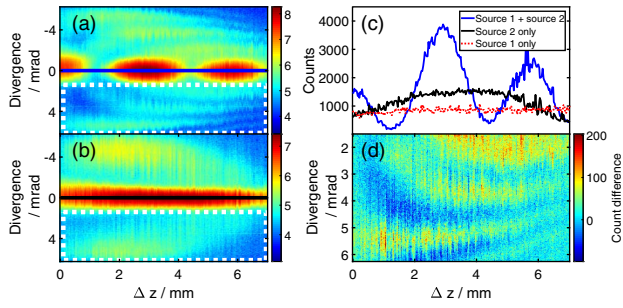 (a)
Divergence
/ mrad
-4
0
4
8
7
6
5
4
(b)
Divergence
/ mrad
-4
0
4
7
6
5
4
0 2 4 6
Δ z / mm
(c)
Source 1 + source 2
Source 2 only
Source 1 only
Counts
4000
3000
2000
1000
(d)
Divergence
/ mrad
2
3
4
5
6
200
100
0
Count difference
0 2 4 6
Δ z / mm